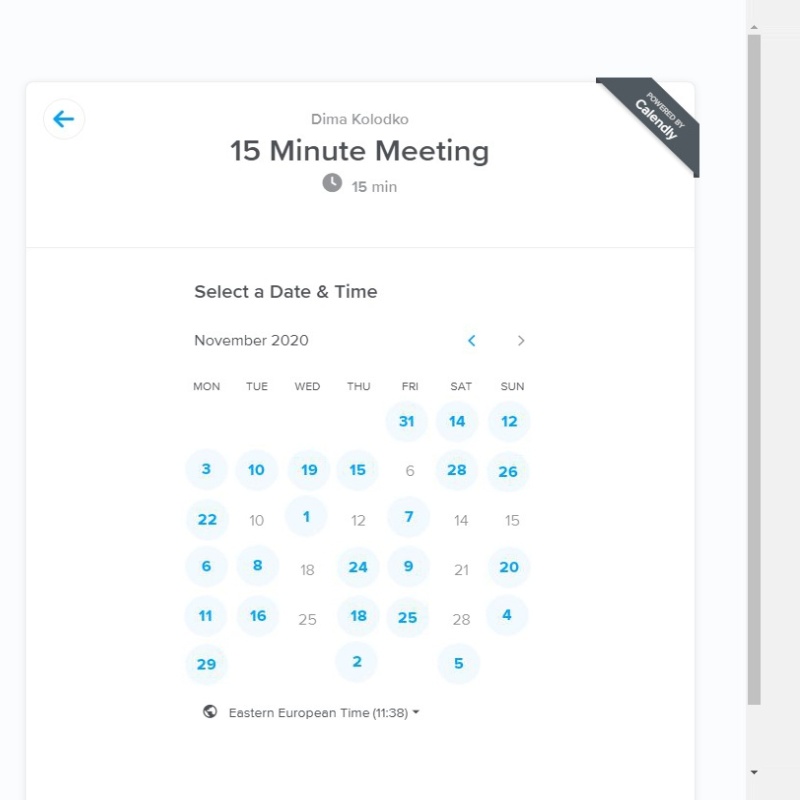 POWERED BY
Calendly
Dima Kolodko
15 Minute Meeting
15 min
Select a Date & Time
November 2020
MON TUE WED THU FRI SAT SUN
31 14 12
3 10 19 15 6 28 26
22 10 1 12 7 14 15
6 8 18 24 9 21 20
11 16 25 18 25 28 4
29 2 5
Eastern European Time (11:38)